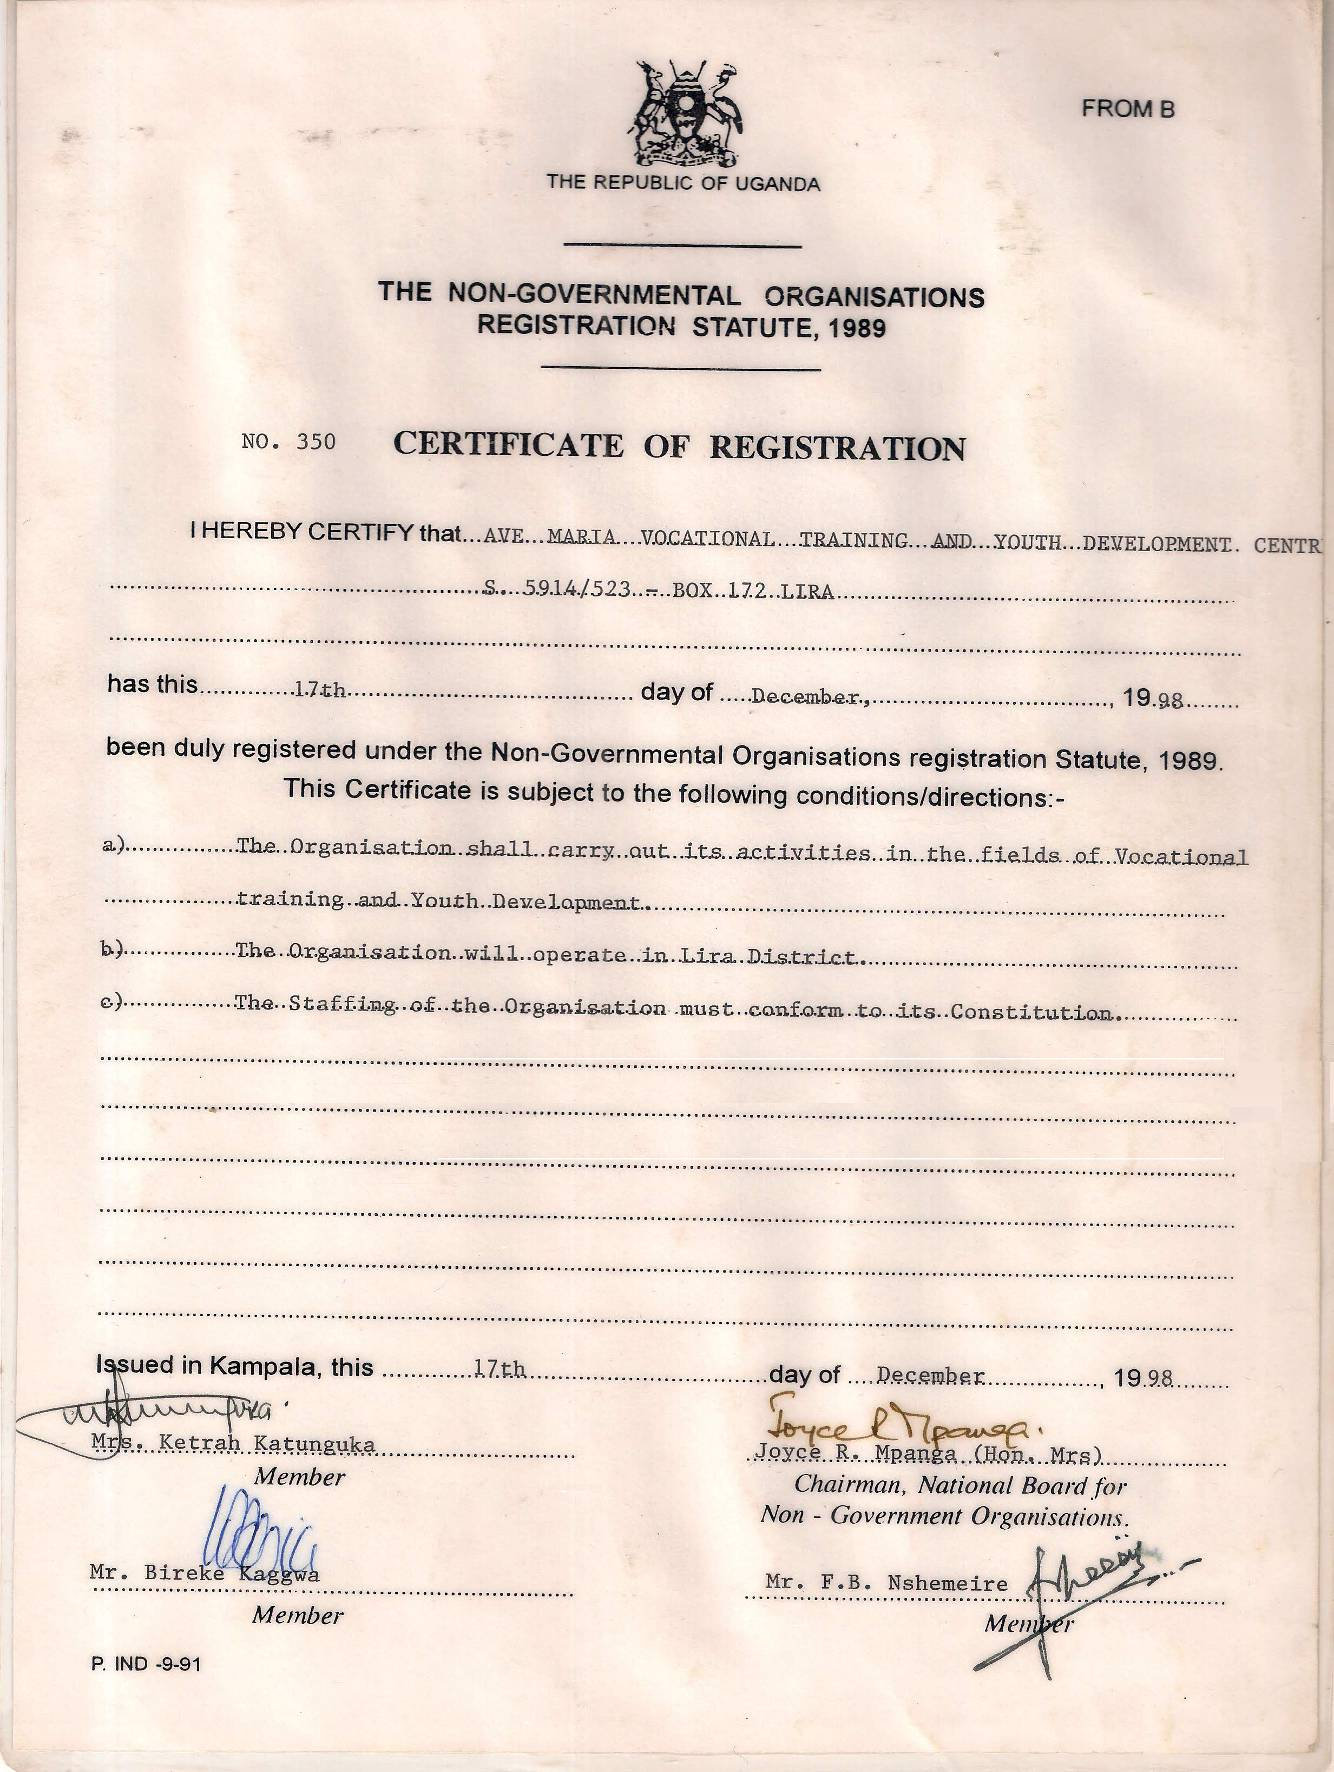 FROM B
THE REPUBLIC OF UGANDA
THE NON-GOVERNMENTAL ORGANISATIONS
REGISTRATION STATUTE, 1989
NO. 350 CERTIFICATE OF REGISTRATION
I HEREBY CERTIFY that...AVE...MARIA...VOCATIONAL...TRAINING...AND...YOUTH...DEVELOPMENT. CENTR
S. 5914/523 - BOX 172 LIRA
has this 17th day of December, , 19.98
been duly registered under the Non-Governmental Organisations registration Statute, 1989.
This Certificate is subject to the following conditions/directions:-
a) The Organisation shall carry out its activities in the fields of Vocational
training and Youth Development.
b) The Organisation will operate in Lira District.
c) The Staffing of the Organisation must conform to its Constitution.
Issued in Kampala, this 17th day of December , 1998
Joyce R Mpanga.
Mrs. Ketrah Katunguka Joyce R. Mpanga (Hon. Mrs)
Member Chairman, National Board for
Non - Government Organisations.
Mr. Bireke Kaggwa Mr. F.B. Nshemeire
Member Member
P. IND -9-91